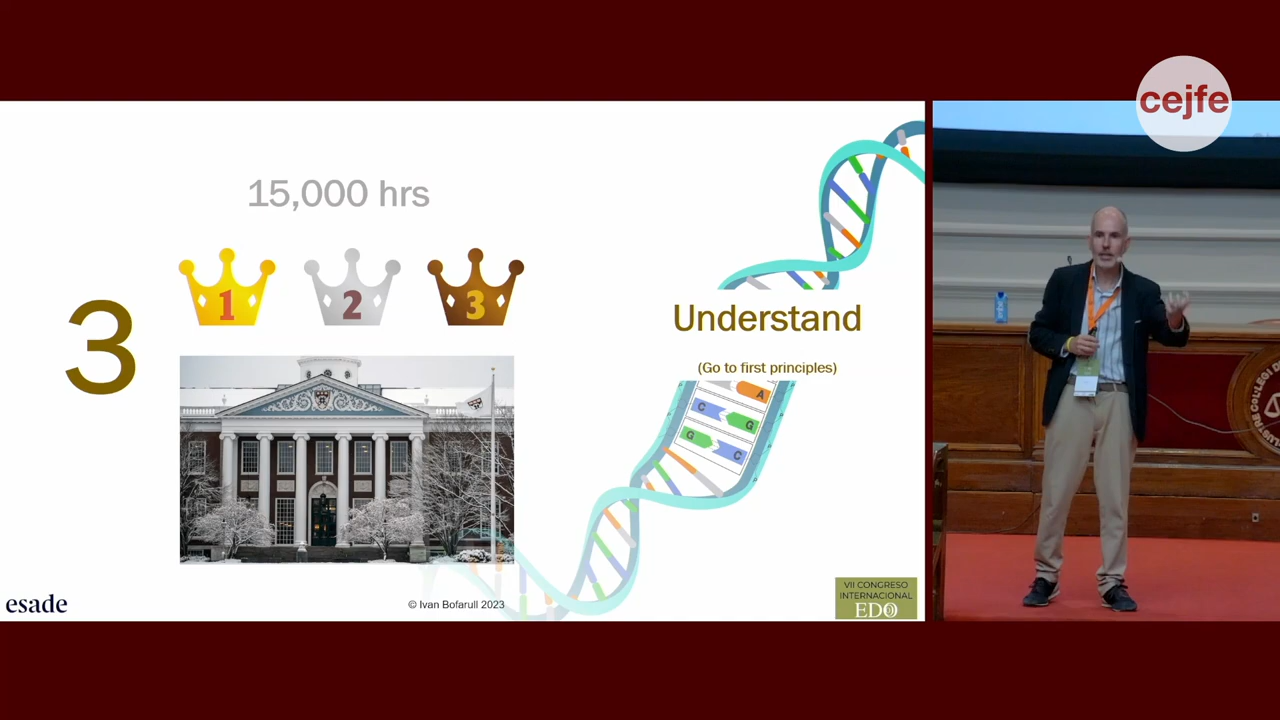 cejfe
15,000 hrs
1
2
3
3
Understand
(Go to first principles)
A
C
G
G
C
esade
© Ivan Bofarull 2023
VII CONGRESO
INTERNACIONAL
EDO